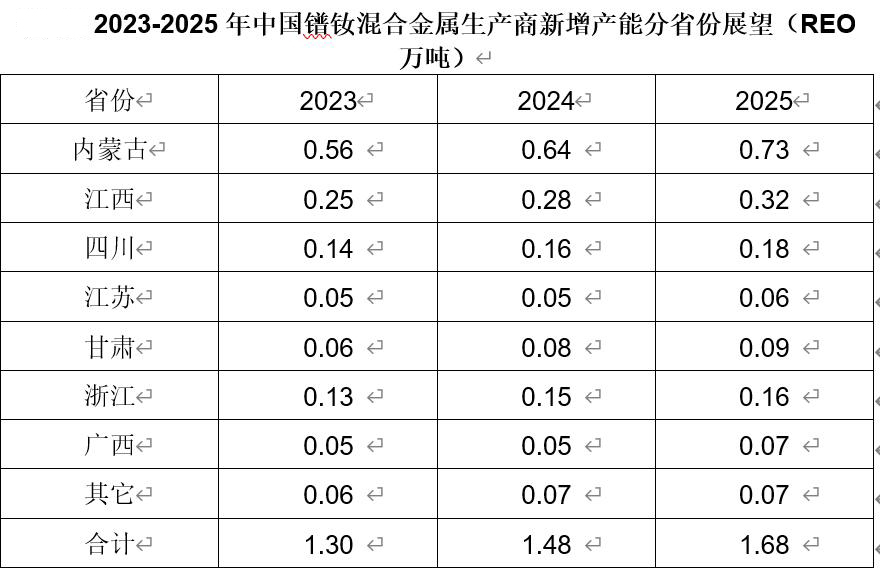 2023-2025 年中国镨钕混合金属生产商新增产能分省份展望（REO
万吨）
省份 2023 2024 2025
内蒙古 0.56 0.64 0.73
江西 0.25 0.28 0.32
四川 0.14 0.16 0.18
江苏 0.05 0.05 0.06
甘肃 0.06 0.08 0.09
浙江 0.13 0.15 0.16
广西 0.05 0.05 0.07
其它 0.06 0.07 0.07
合计 1.30 1.48 1.68